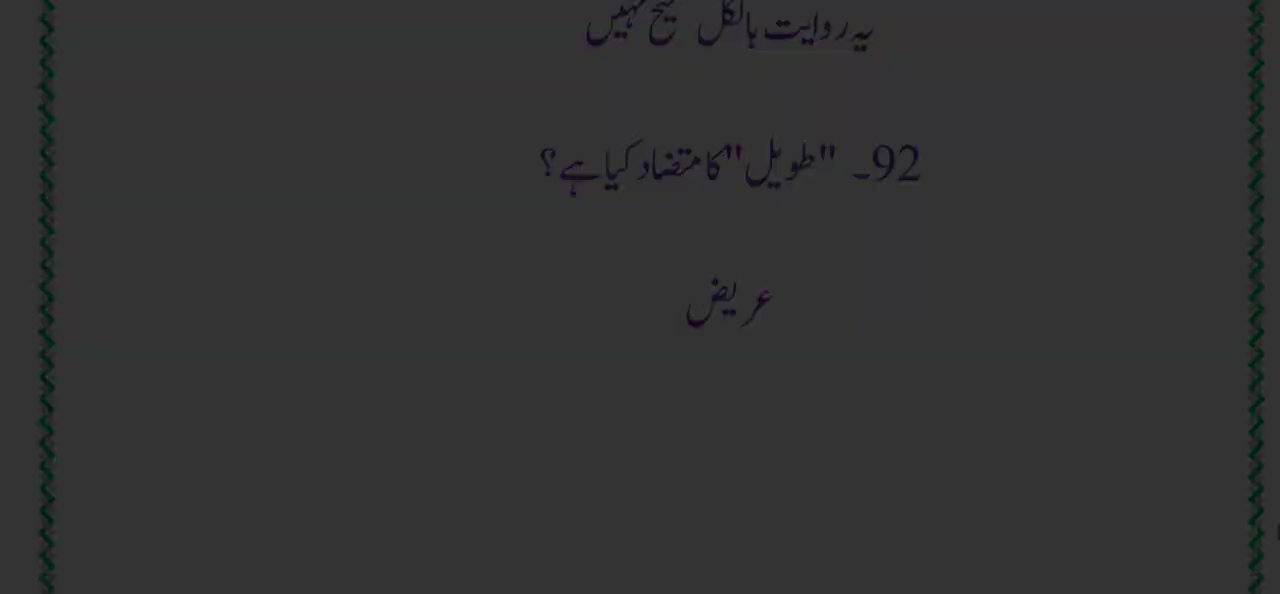 یہ روایت بالکل صحیح نہیں
92۔ "طویل" کا متضاد کیا ہے؟
عریض